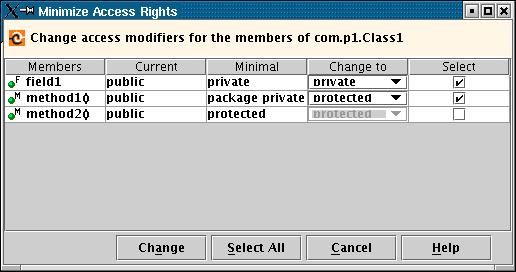 Minimize Access Rights
Change access modifiers for the members of com.p1.Class1
Members Current Minimal Change to Select
F field1 public private private
M method1() public package private protected
M method2() public protected protected
Change Select All Cancel Help